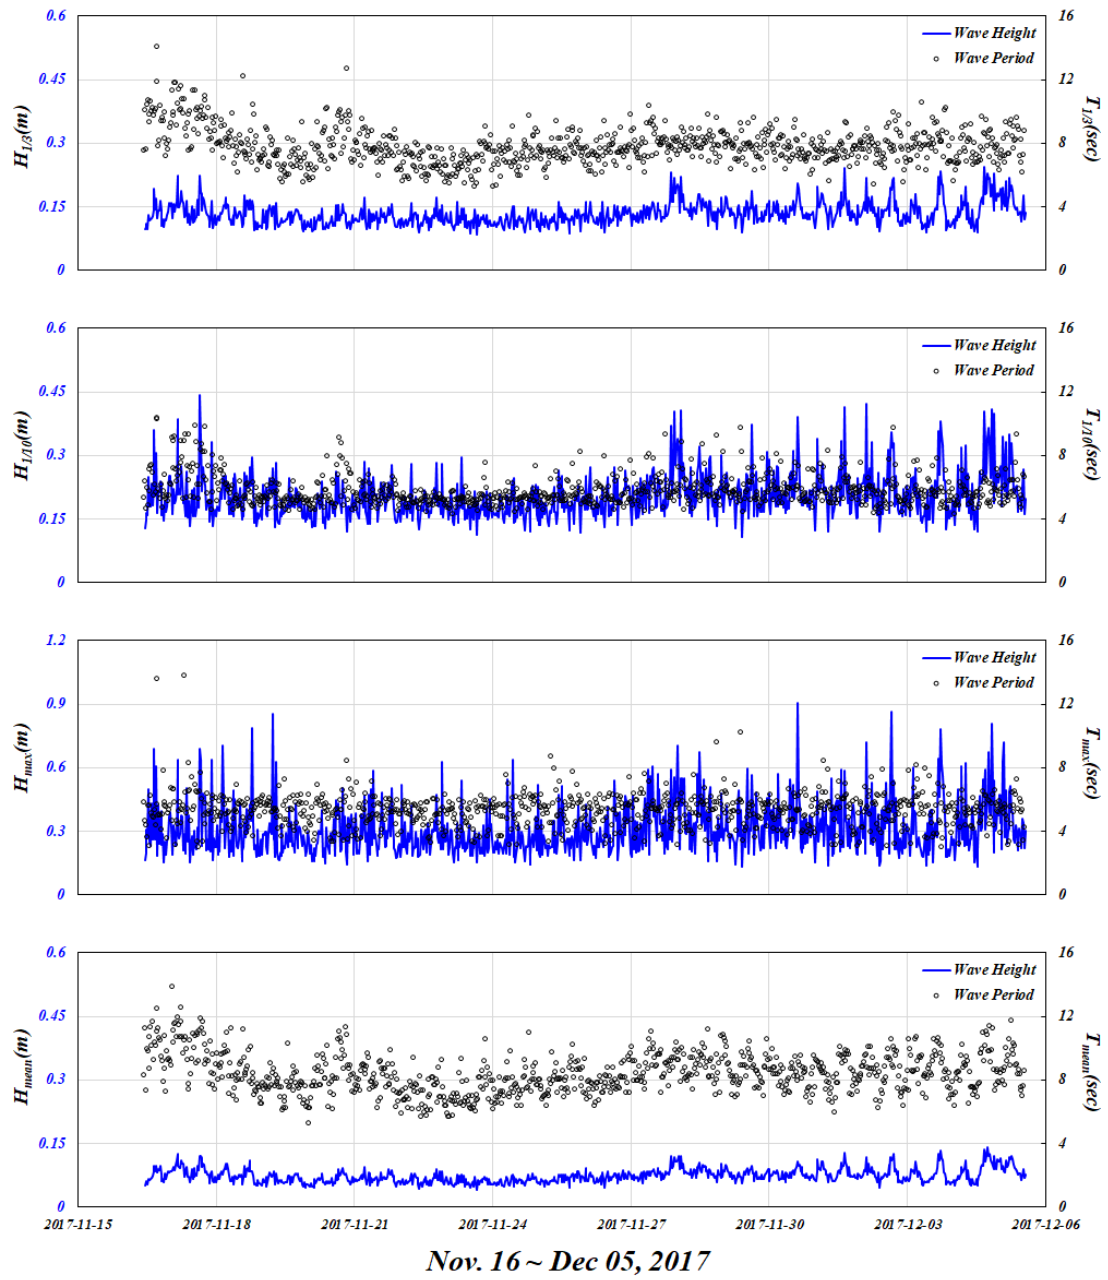 0.6
0.45
0.3
0.15
0
H1/3(m)
16
12
8
4
0
T1/3(sec)
Wave Height
Wave Period
0.6
0.45
0.3
0.15
0
H1/10(m)
16
12
8
4
0
T1/10(sec)
Wave Height
Wave Period
1.2
0.9
0.6
0.3
0
Hmax(m)
16
12
8
4
0
Tmax(sec)
Wave Height
Wave Period
0.6
0.45
0.3
0.15
0
Hmean(m)
16
12
8
4
0
Tmean(sec)
Wave Height
Wave Period
2017-11-15 2017-11-18 2017-11-21 2017-11-24 2017-11-27 2017-11-30 2017-12-03 2017-12-06
Nov. 16 ~ Dec 05, 2017